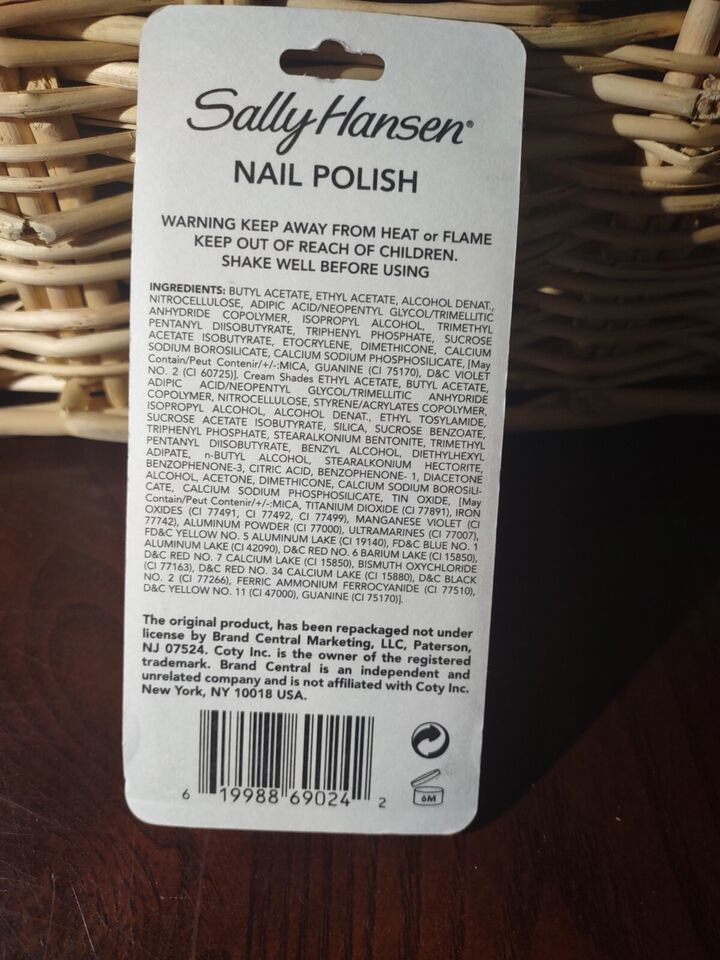 Sally Hansen®
NAIL POLISH
WARNING KEEP AWAY FROM HEAT or FLAME
KEEP OUT OF REACH OF CHILDREN.
SHAKE WELL BEFORE USING
INGREDIENTS: BUTYL ACETATE, ETHYL ACETATE, ALCOHOL DENAT.,
NITROCELLULOSE, ADIPIC ACID/NEOPENTYL GLYCOL/TRIMELLITIC
ANHYDRIDE COPOLYMER, ISOPROPYL ALCOHOL, TRIMETHYL
PENTANYL DIISOBUTYRATE, TRIPHENYL PHOSPHATE, SUCROSE
ACETATE ISOBUTYRATE, ETOCRYLENE, DIMETHICONE, CALCIUM
SODIUM BOROSILICATE, CALCIUM SODIUM PHOSPHOSILICATE, [May
Contain/Peut Contenir/+/-:MICA, GUANINE (CI 75170), D&C VIOLET
NO. 2 (CI 60725)]. Cream Shades ETHYL ACETATE, BUTYL ACETATE,
ADIPIC ACID/NEOPENTYL GLYCOL/TRIMELLITIC ANHYDRIDE
COPOLYMER, NITROCELLULOSE, STYRENE/ACRYLATES COPOLYMER,
ISOPROPYL ALCOHOL, ALCOHOL DENAT., ETHYL TOSYLAMIDE,
SUCROSE ACETATE ISOBUTYRATE, SILICA, SUCROSE BENZOATE,
TRIPHENYL PHOSPHATE, STEARALKONIUM BENTONITE, TRIMETHYL
PENTANYL DIISOBUTYRATE, BENZYL ALCOHOL, DIETHYLHEXYL
ADIPATE, n-BUTYL ALCOHOL, STEARALKONIUM HECTORITE,
BENZOPHENONE-3, CITRIC ACID, BENZOPHENONE- 1, DIACETONE
ALCOHOL, ACETONE, DIMETHICONE, CALCIUM SODIUM BOROSILI-
CATE, CALCIUM SODIUM PHOSPHOSILICATE, TIN OXIDE, [May
Contain/Peut Contenir/+/-:MICA, TITANIUM DIOXIDE (CI 77891), IRON
OXIDES (CI 77491, CI 77492, CI 77499), MANGANESE VIOLET (CI
77742), ALUMINUM POWDER (CI 77000), ULTRAMARINES (CI 77007),
FD&C YELLOW NO. 5 ALUMINUM LAKE (CI 19140), FD&C BLUE NO. 1
ALUMINUM LAKE (CI 42090), D&C RED NO. 6 BARIUM LAKE (CI 15850),
D&C RED NO. 7 CALCIUM LAKE (CI 15850), BISMUTH OXYCHLORIDE
(CI 77163), D&C RED NO. 34 CALCIUM LAKE (CI 15880), D&C BLACK
NO. 2 (CI 77266), FERRIC AMMONIUM FERROCYANIDE (CI 77510),
D&C YELLOW NO. 11 (CI 47000), GUANINE (CI 75170)].
The original product, has been repackaged not under
license by Brand Central Marketing, LLC, Paterson,
NJ 07524. Coty Inc. is the owner of the registered
trademark. Brand Central is an independent and
unrelated company and is not affiliated with Coty Inc.
New York, NY 10018 USA.
6 19988 69024 2
6M